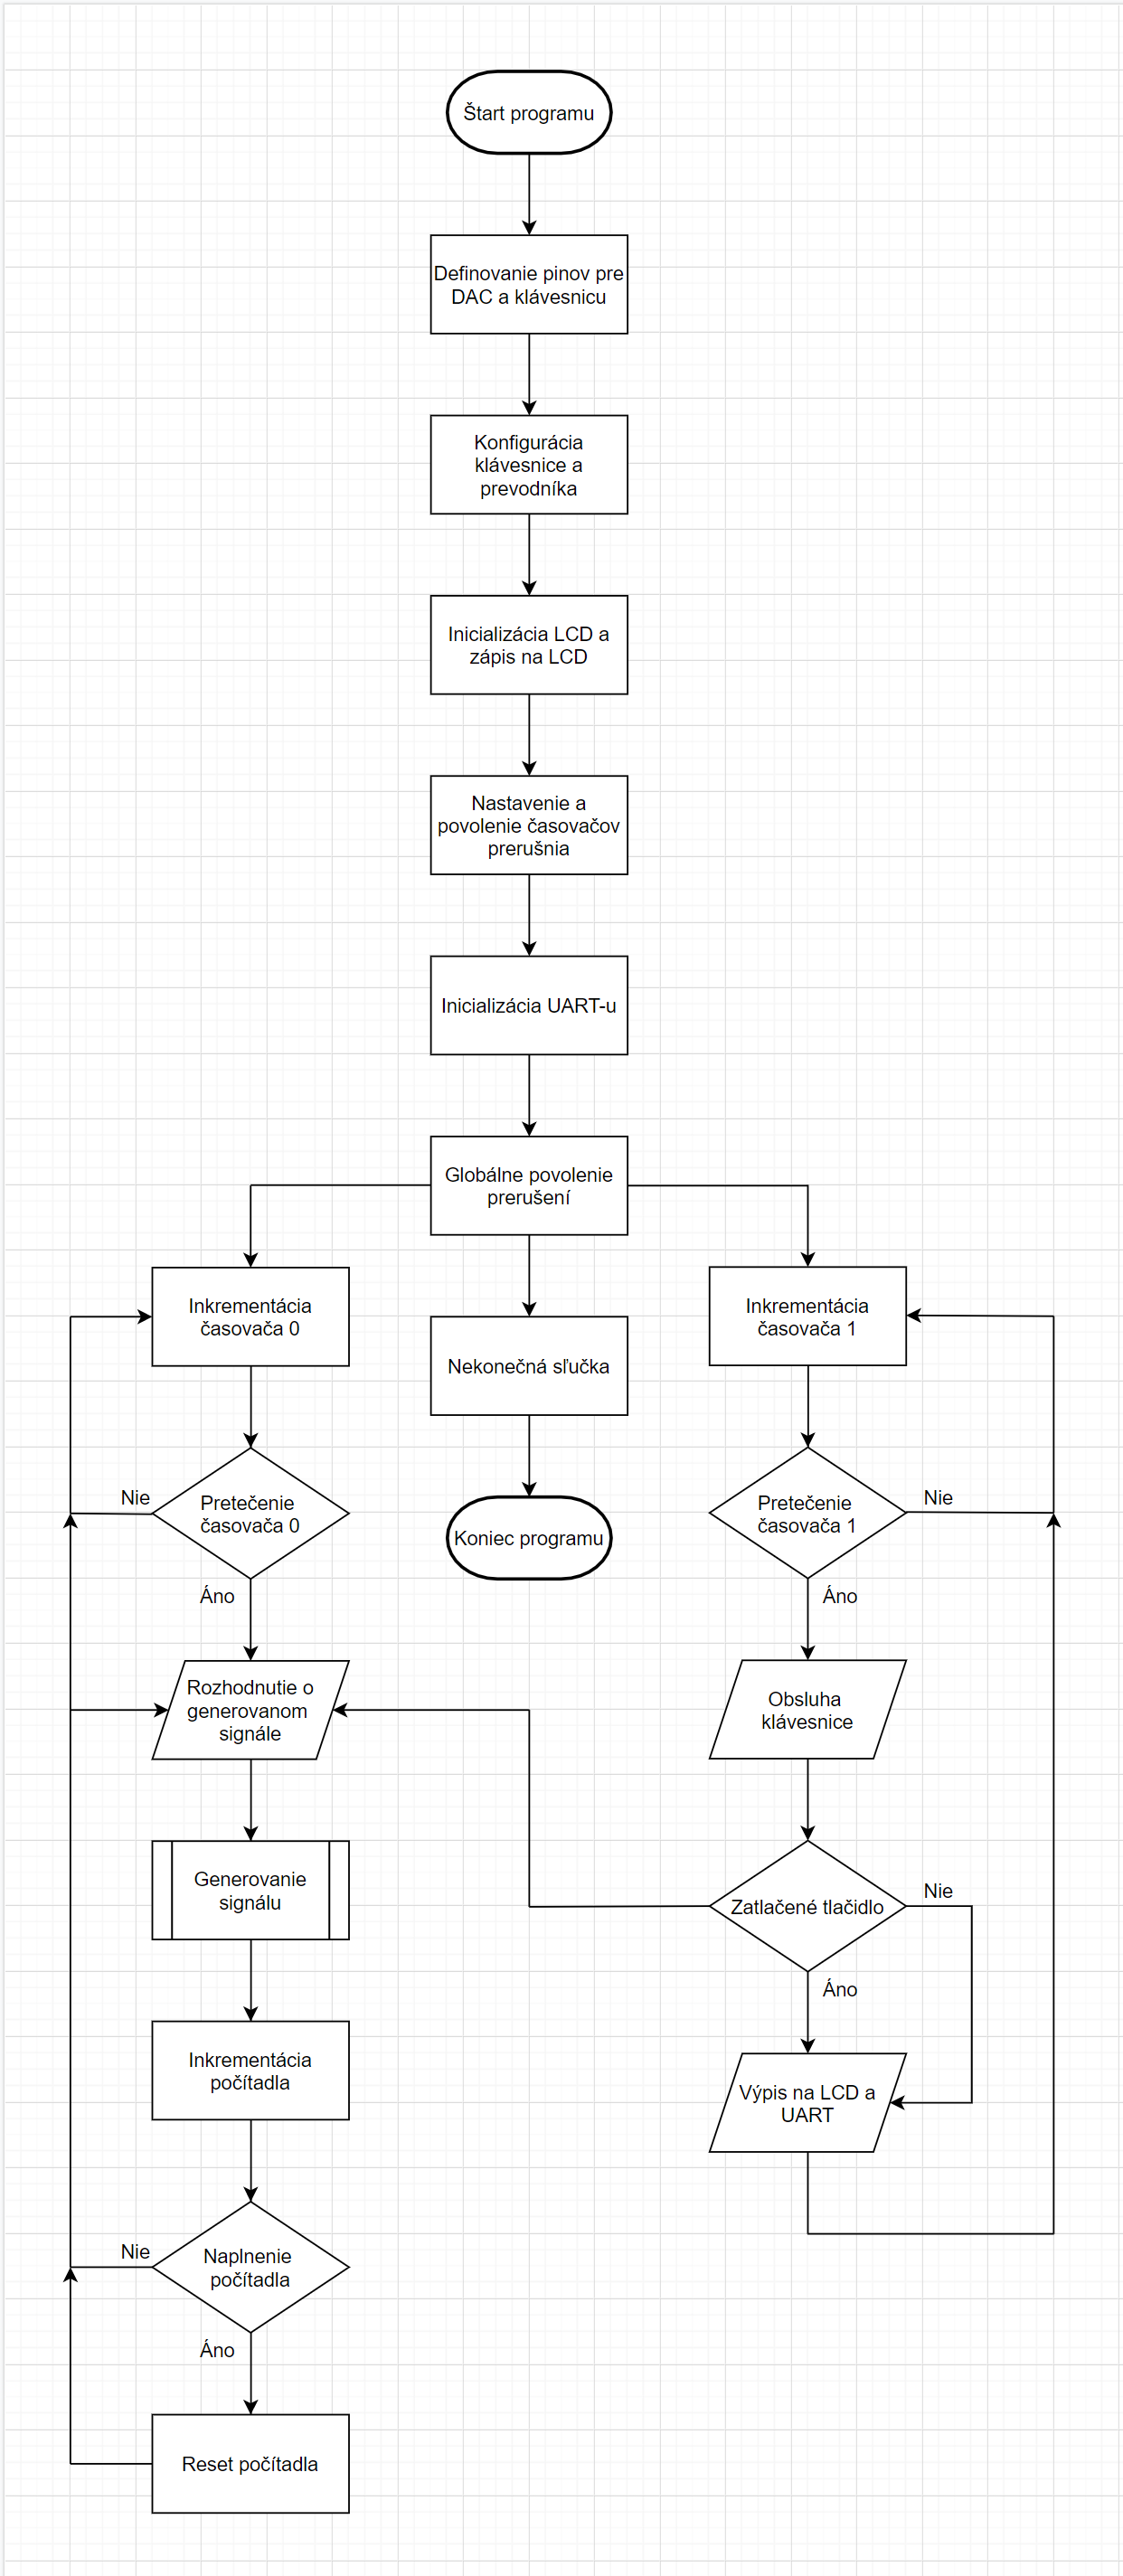 Štart programu
Definovanie pinov pre
DAC a klávesnicu
Konfigurácia
klávesnice a
prevodníka
Inicializácia LCD a
zápis na LCD
Nastavenie a
povolenie časovačov
prerušnia
Inicializácia UART-u
Globálne povolenie
prerušení
Inkrementácia
časovača 0
Nekonečná sľučka
Inkrementácia
časovača 1
Nie
Pretečenie
časovača 0
Áno
Koniec programu
Pretečenie
časovača 1
Nie
Áno
Rozhodnutie o
generovanom
signále
Obsluha
klávesnice
Generovanie
signálu
Zatlačené tlačidlo
Nie
Áno
Inkrementácia
počítadla
Výpis na LCD a
UART
Nie
Naplnenie
počítadla
Áno
Reset počítadla